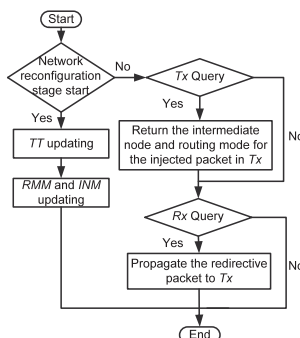 Start
Network
reconfiguration
stage start
No
Tx Query
Yes
Yes
No
TT updating
Return the intermediate
node and routing mode for
the injected packet in Tx
RMM and INM
updating
Rx Query
Yes
No
Propagate the redirective
packet to Tx
End